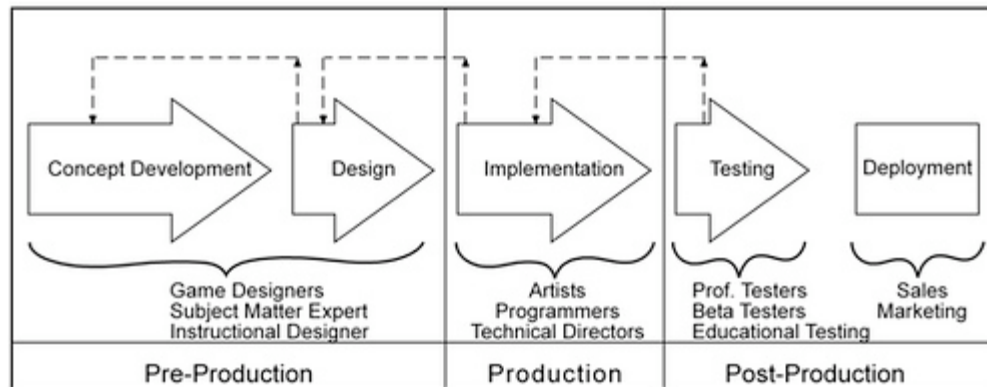 Concept Development
Design
Implementation
Testing
Deployment
Game Designers
Subject Matter Expert
Instructional Designer
Artists
Programmers
Technical Directors
Prof. Testers
Beta Testers
Educational Testing
Sales
Marketing
Pre-Production
Production
Post-Production